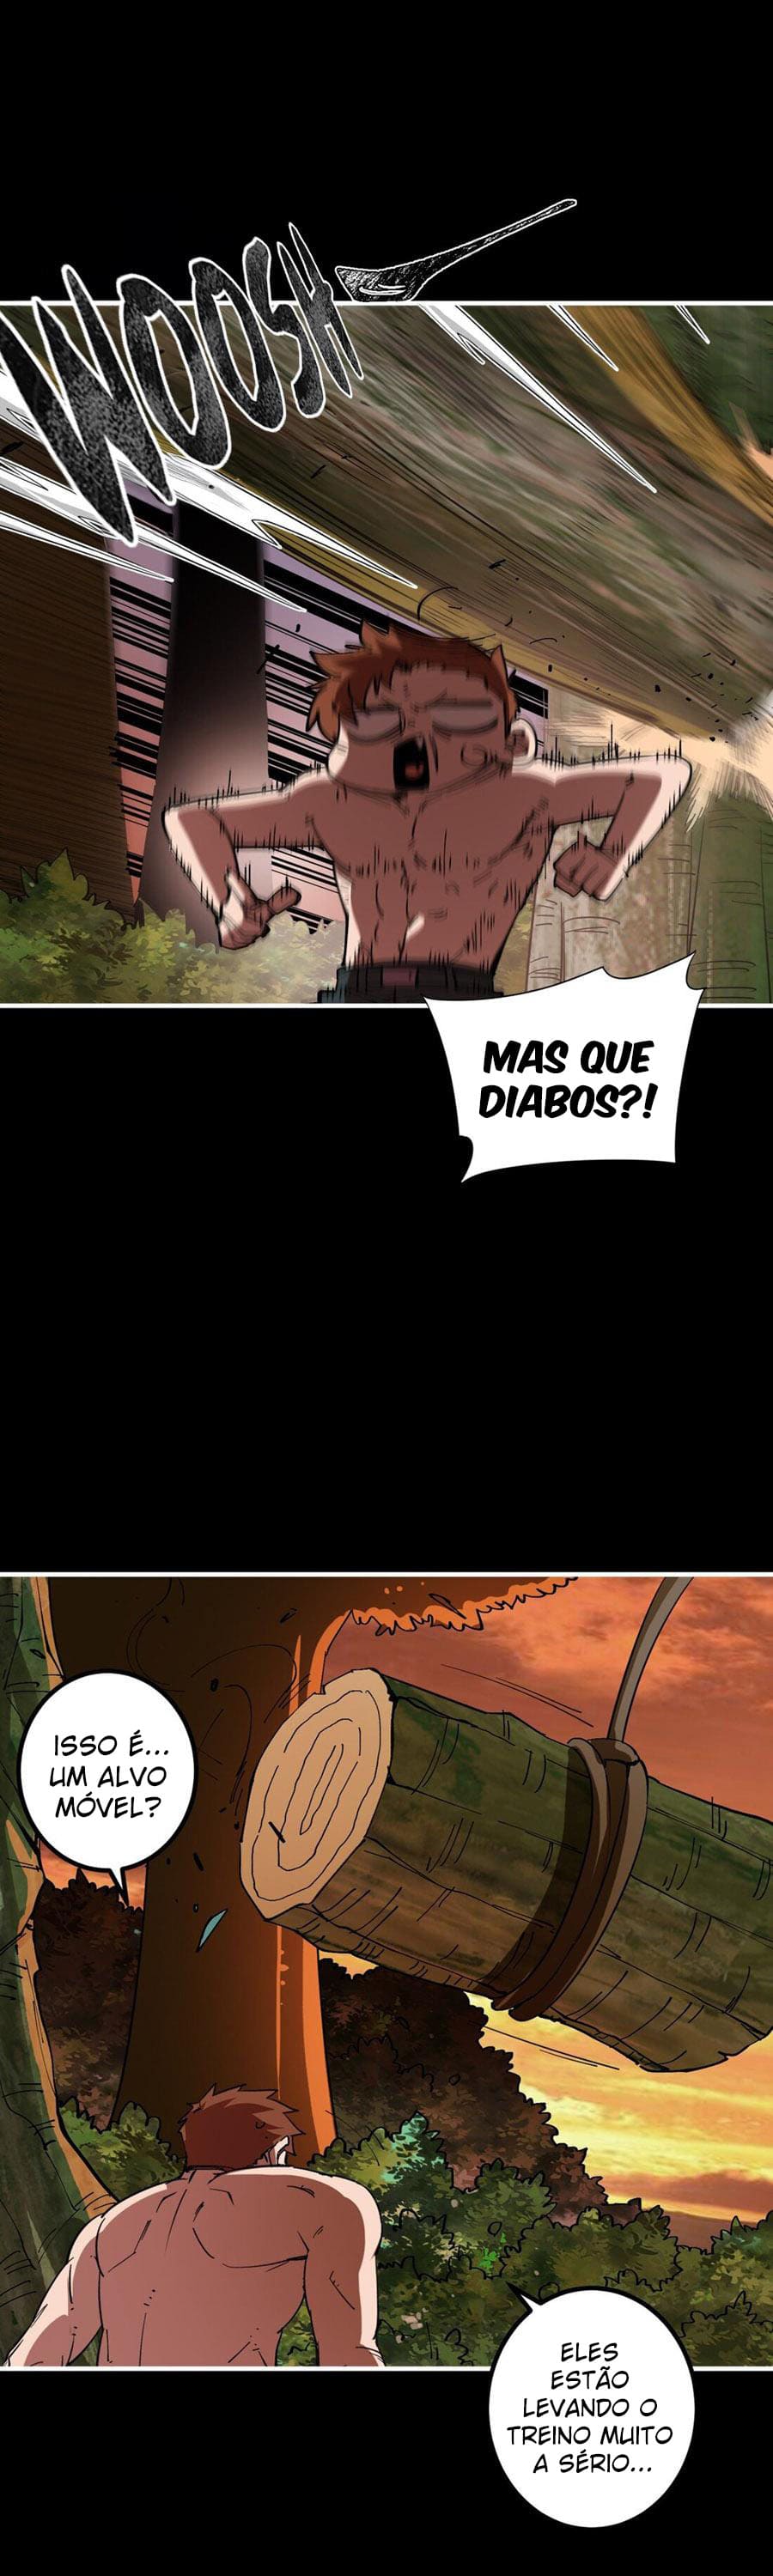 WOOSH
MAS QUE
DIABOS?!
ISSO É...
UM ALVO
MÓVEL?
ELES
ESTÃO
LEVANDO O
TREINO MUITO
A SÉRIO...